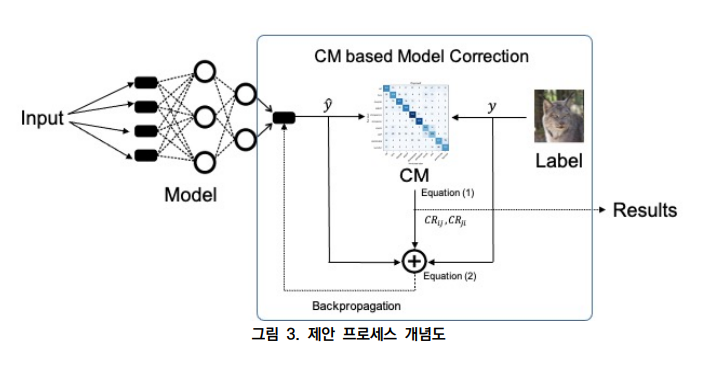 CM based Model Correction
ŷ
y
Input
Label
CM
Model
Equation (1)
CR_ij, CR_ji
Results
Equation (2)
Backpropagation
그림 3. 제안 프로세스 개념도